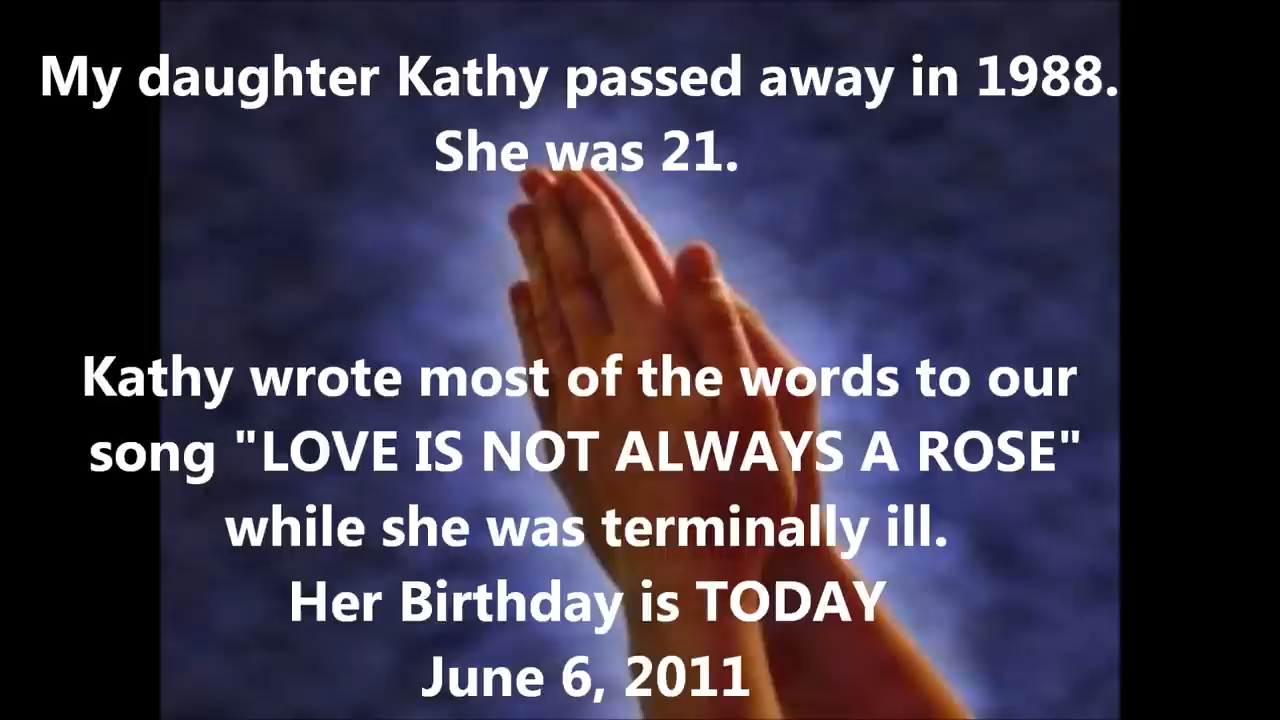 My daughter Kathy passed away in 1988.
She was 21.
Kathy wrote most of the words to our
song "LOVE IS NOT ALWAYS A ROSE"
while she was terminally ill.
Her Birthday is TODAY
June 6, 2011